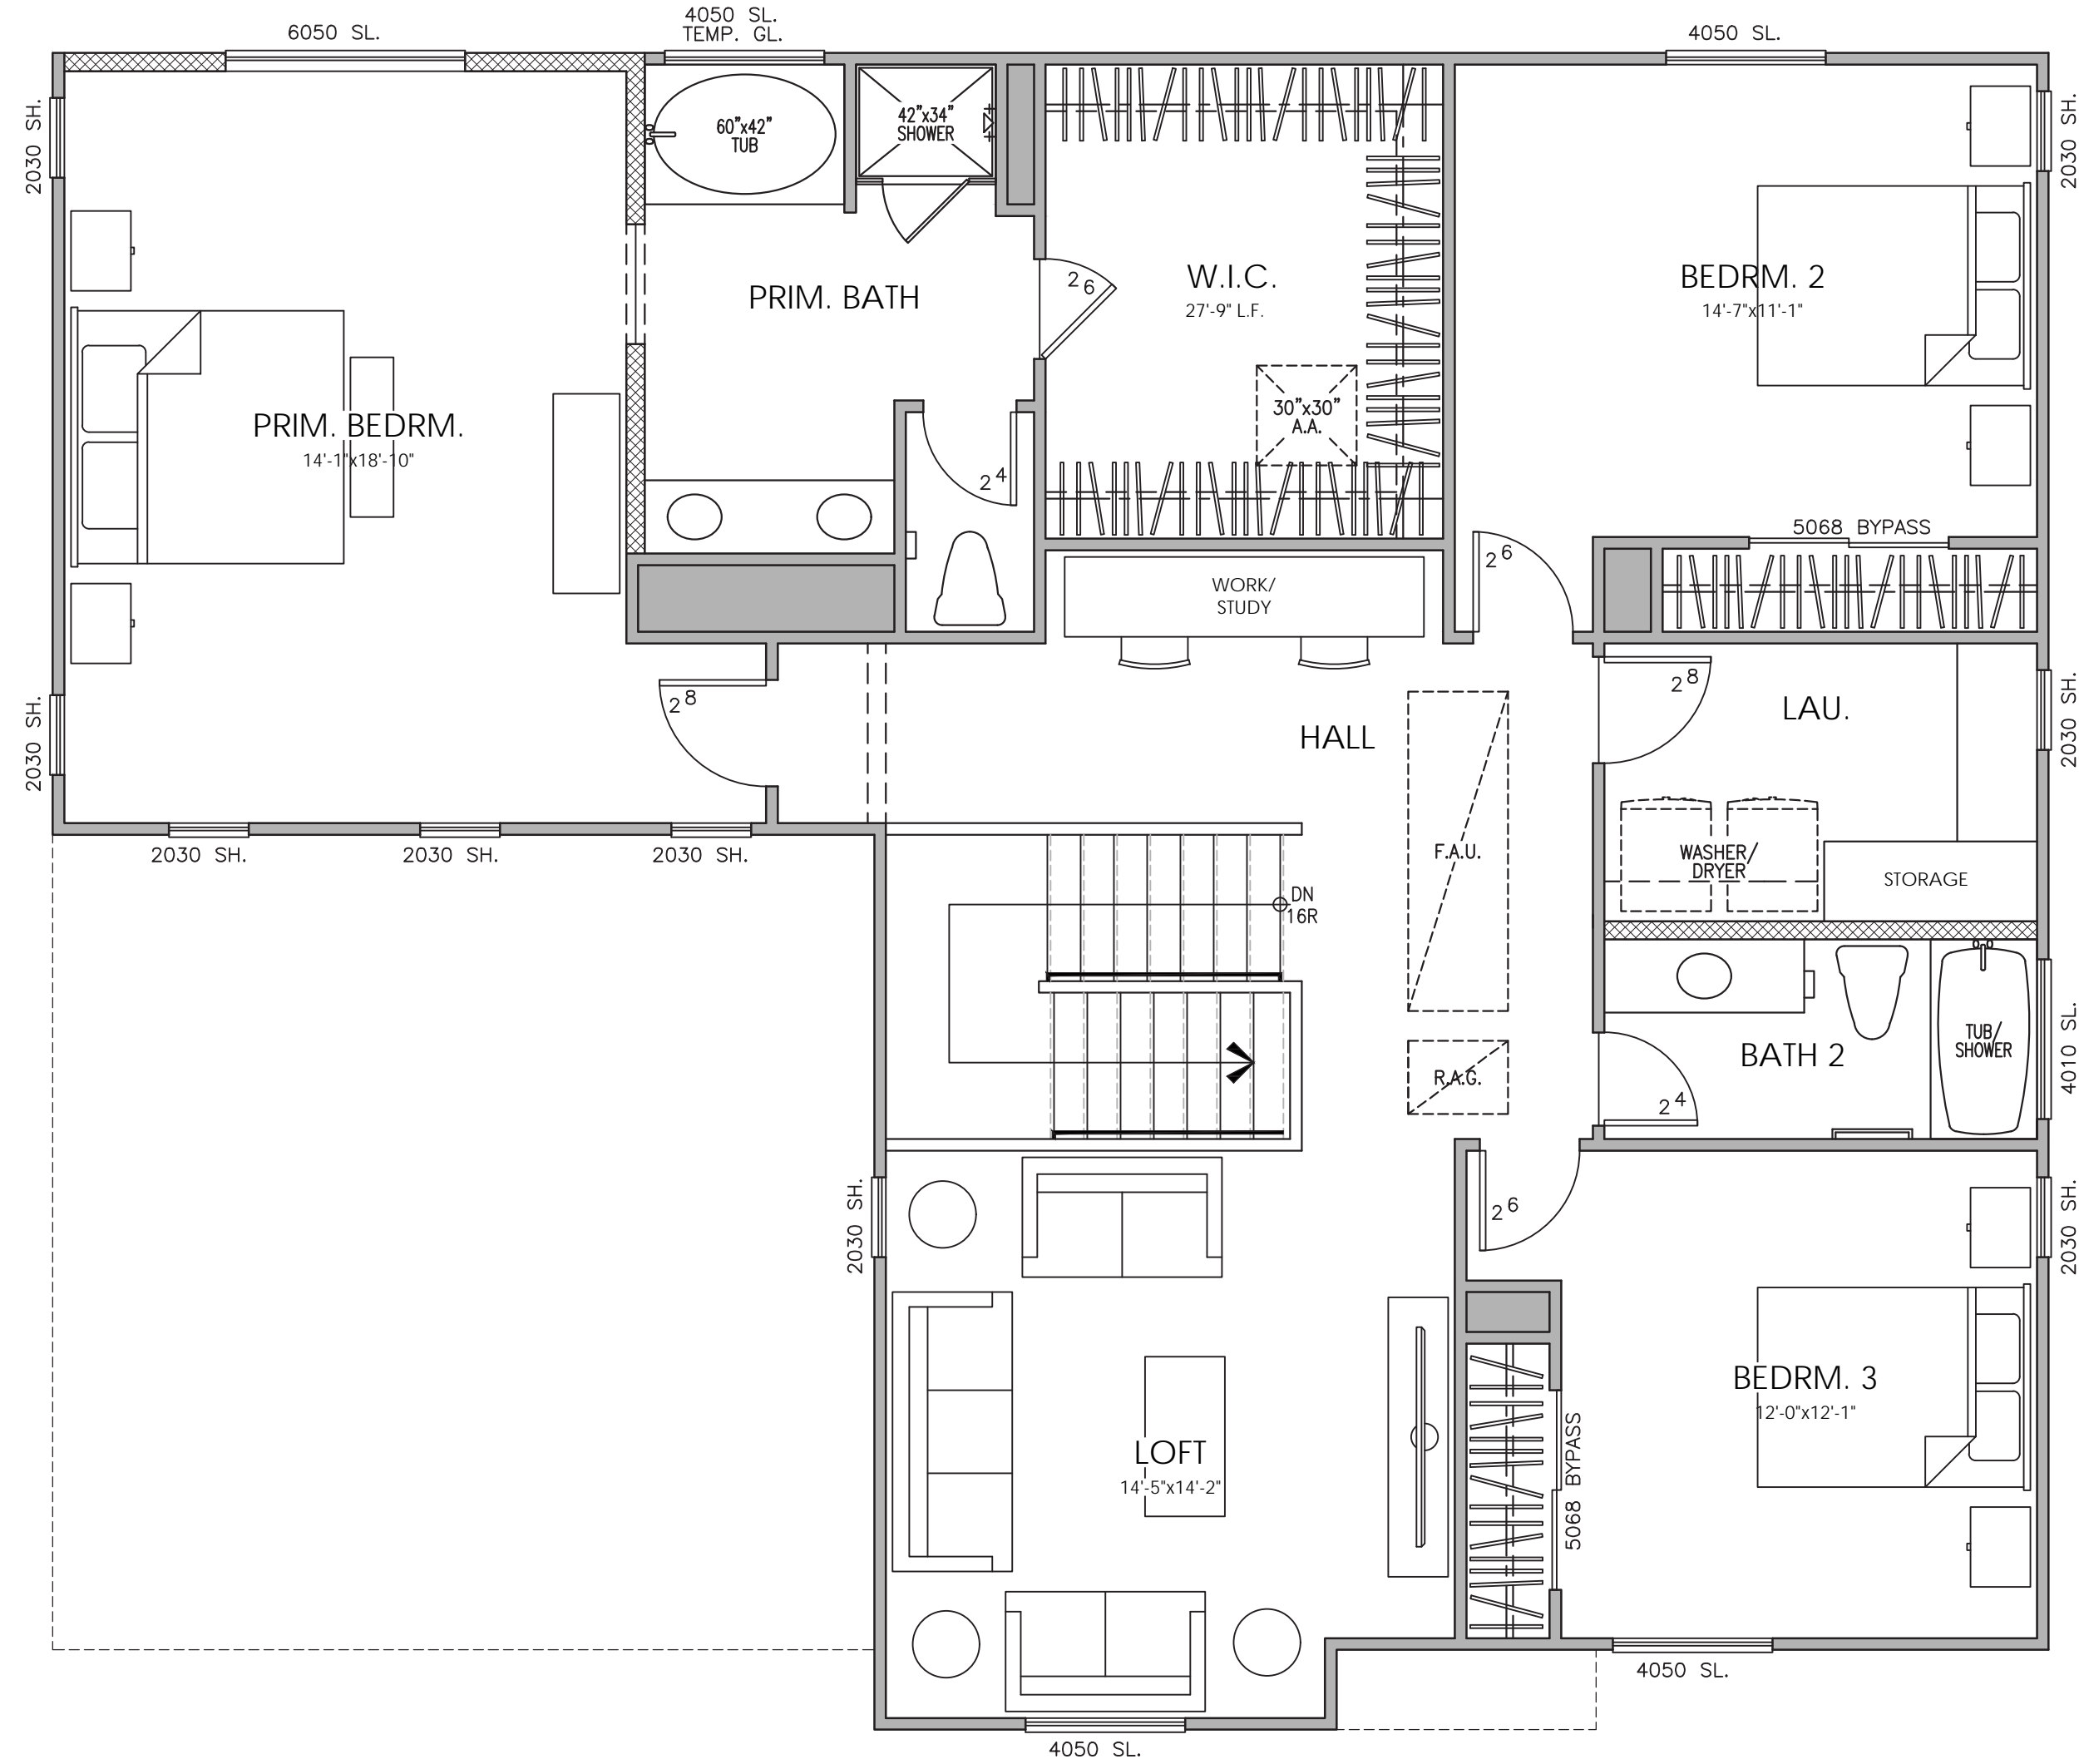 6050 SL.
4050 SL.
TEMP. GL.
4050 SL.
2030 SH.
2030 SH.
60"x42"
TUB
42"x34"
SHOWER
PRIM. BATH
2 6
W.I.C.
27'-9" L.F.
BEDRM. 2
14'-7"x11'-1"
PRIM. BEDRM.
14'-1"x18'-10"
30"x30"
A.A.
2 4
5068 BYPASS
2 6
WORK/
STUDY
2 8
2 8
LAU.
2030 SH.
2030 SH.
HALL
2030 SH.
2030 SH.
2030 SH.
F.A.U.
WASHER/
DRYER
STORAGE
DN
16R
R.A.G.
BATH 2
TUB/
SHOWER
4010 SL.
2 4
2030 SH.
2 6
2030 SH.
BEDRM. 3
12'-0"x12'-1"
LOFT
14'-5"x14'-2"
5068 BYPASS
4050 SL.
4050 SL.